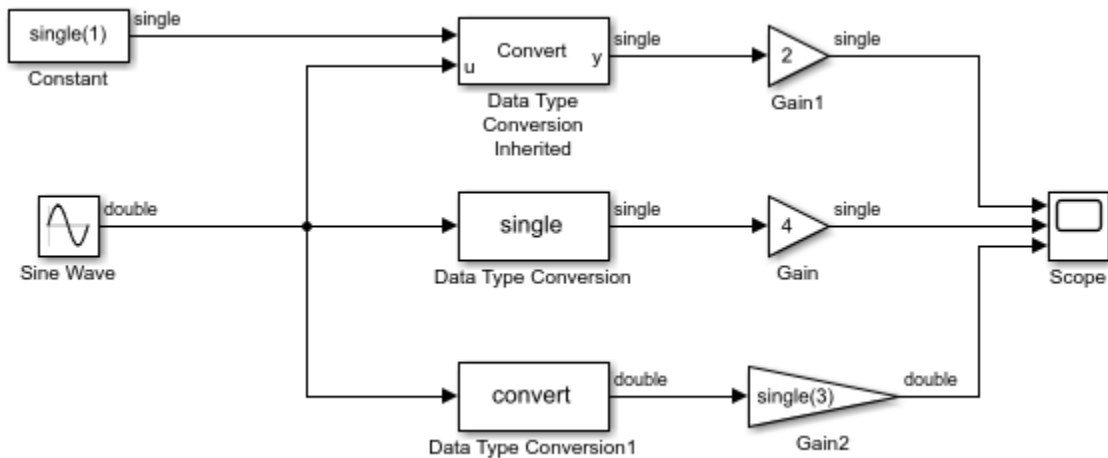 single(1)
single
Constant
Convert
u
y
single
2
single
Gain1
Data Type
Conversion
Inherited
double
Sine Wave
single
single
4
single
Data Type Conversion
Gain
Scope
convert
double
single(3)
double
Data Type Conversion1
Gain2